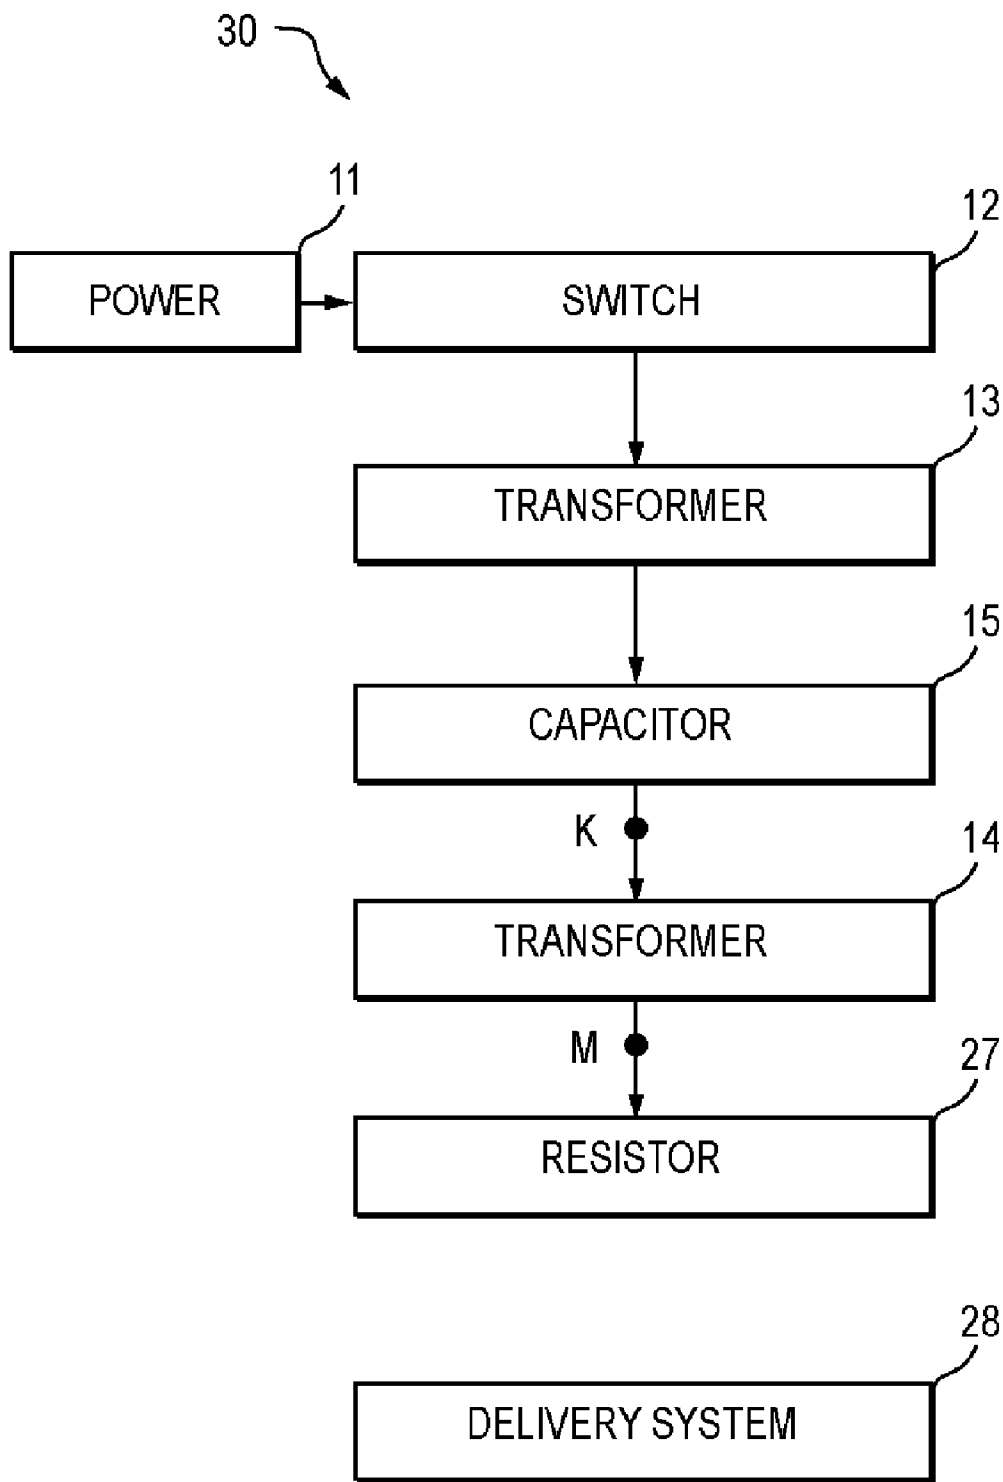 30
11
12
POWER
SWITCH
13
TRANSFORMER
15
CAPACITOR
K
14
TRANSFORMER
M
27
RESISTOR
28
DELIVERY SYSTEM